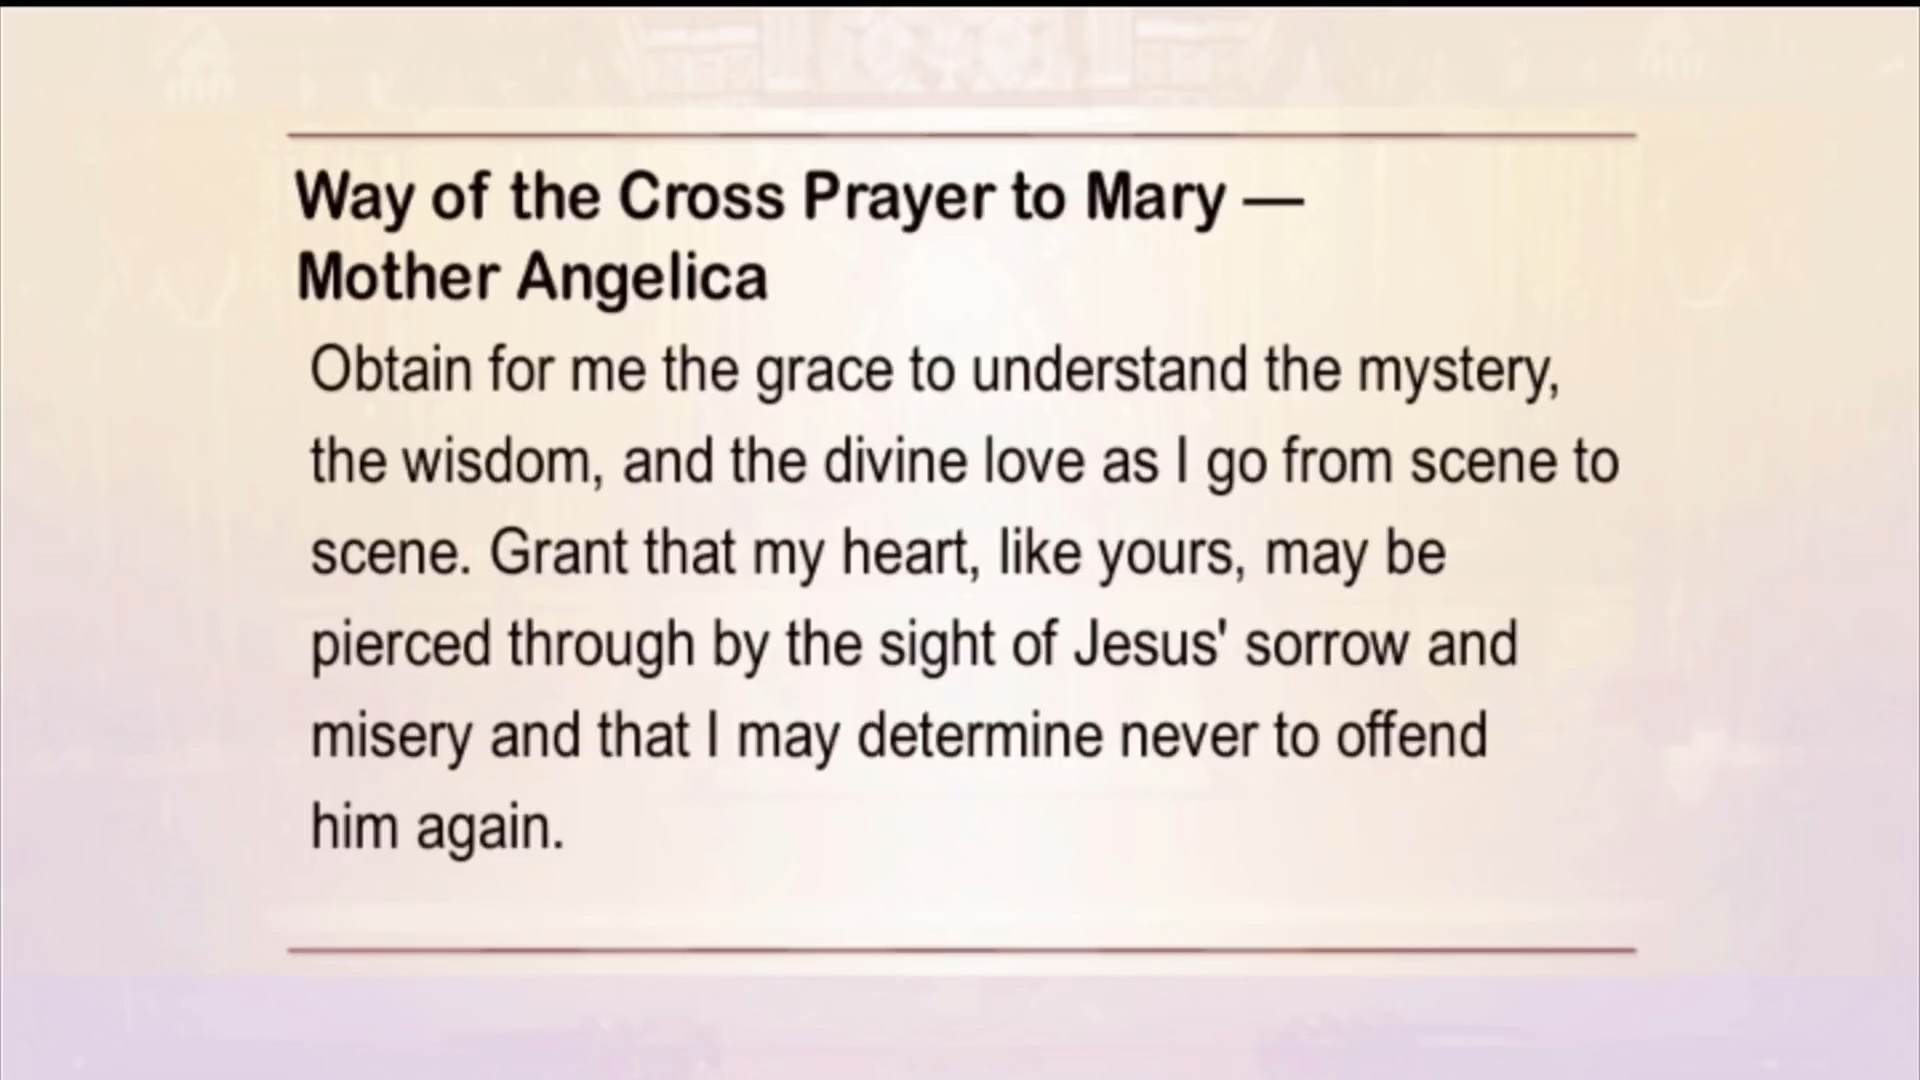 Way of the Cross Prayer to Mary —
Mother Angelica
Obtain for me the grace to understand the mystery,
the wisdom, and the divine love as I go from scene to
scene. Grant that my heart, like yours, may be
pierced through by the sight of Jesus' sorrow and
misery and that I may determine never to offend
him again.